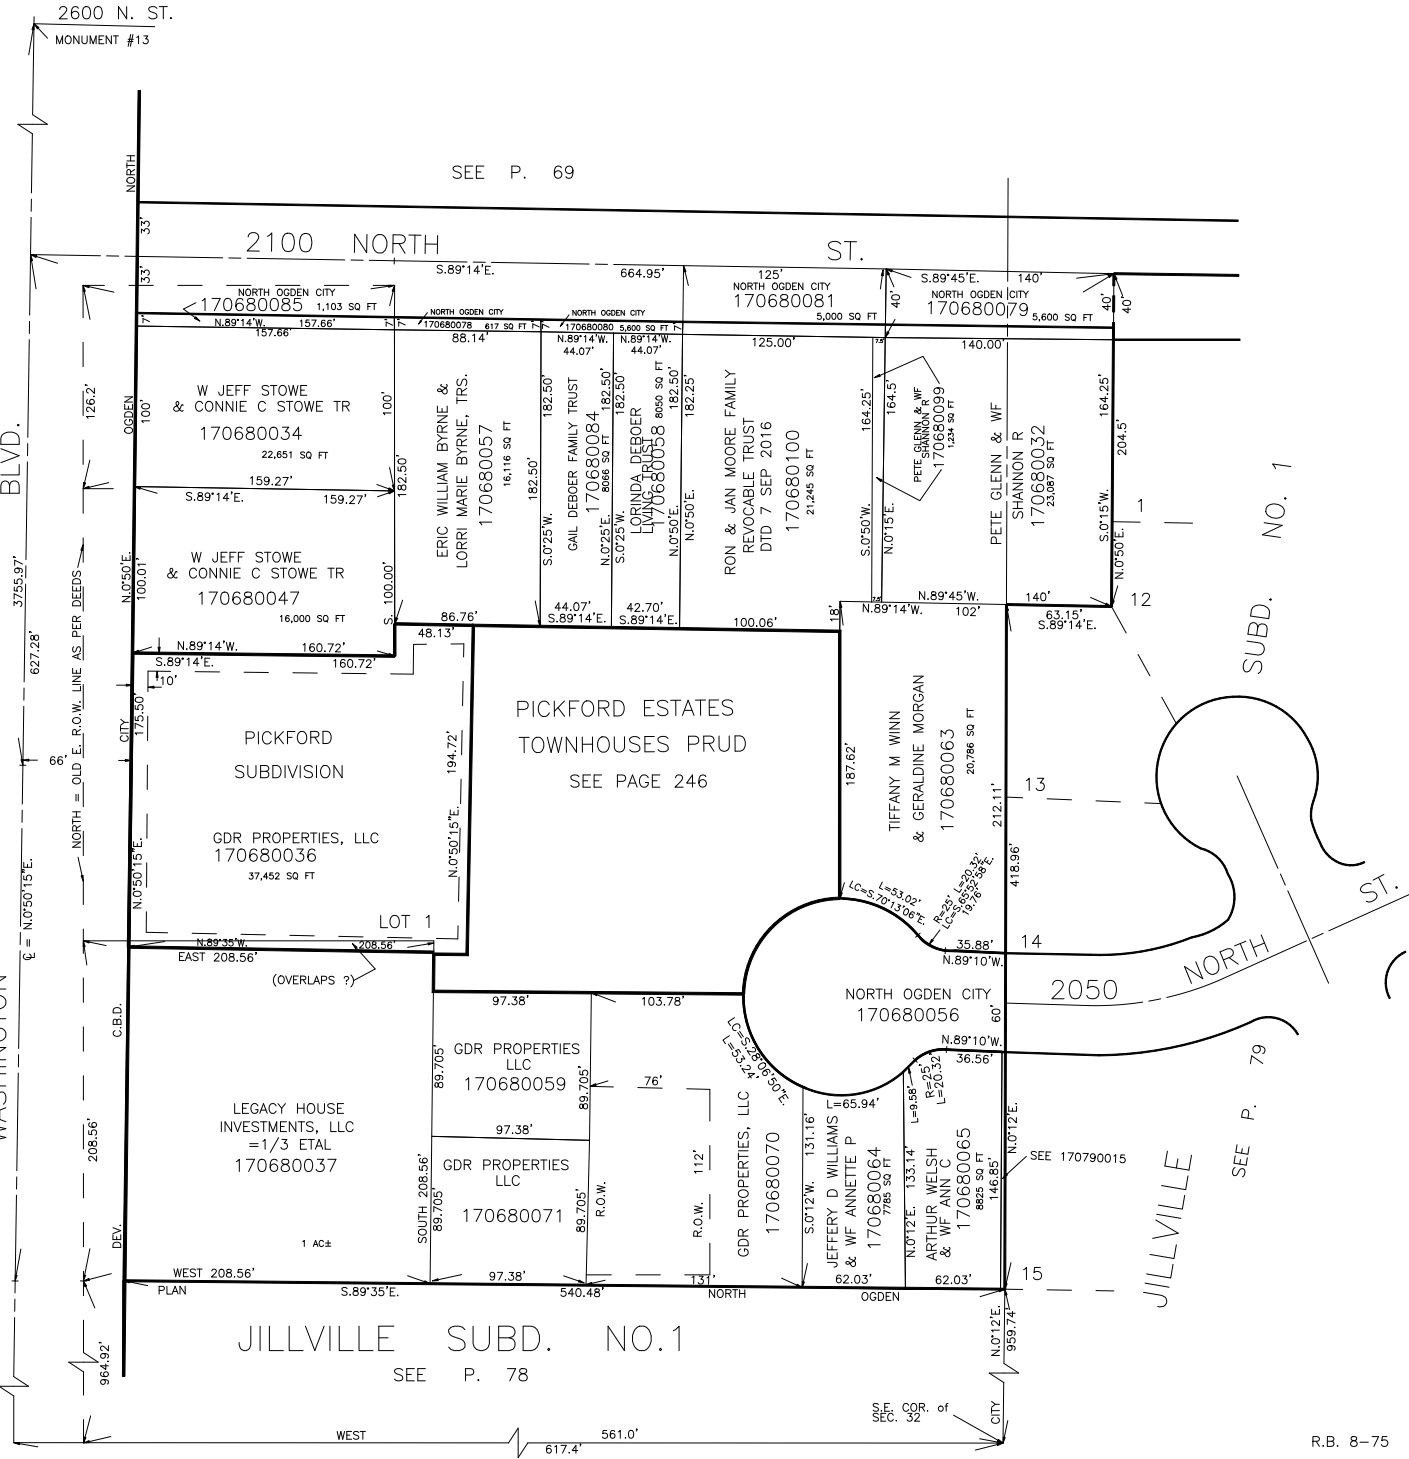 2600 N. ST.
MONUMENT #13
SEE P. 69
NORTH
33'
33'
2100 NORTH ST.
S.89°14'E. 664.95'
125'
S.89°45'E. 140'
40'
40'
40'
NORTH OGDEN CITY
170680085 1,103 SQ FT
N.89°14'W. 157.66'
157.66'
7'
7'
7'
NORTH OGDEN CITY
170680078 617 SQ FT
88.14'
7'
NORTH OGDEN CITY
170680080 5,600 SQ FT
7'
N.89°14'W.
44.07'
N.89°14'W.
44.07'
NORTH OGDEN CITY
170680081
5,000 SQ FT
125.00'
7.5'
NORTH OGDEN CITY
170680079 5,600 SQ FT
140.00'
BLVD.
WASHINGTON
3755.97'
627.28'
66'
℄ = N.0°50'15"E.
126.2'
NORTH = OLD E. R.O.W. LINE AS PER DEEDS
208.56'
964.92'
OGDEN
CITY
C.B.D.
DEV.
PLAN
100'
W JEFF STOWE
& CONNIE C STOWE TR
170680034
22,651 SQ FT
100'
182.50'
159.27'
S.89°14'E. 159.27'
N.0°50'E.
100.01'
W JEFF STOWE
& CONNIE C STOWE TR
170680047
16,000 SQ FT
S. 100.00'
N.89°14'W. 160.72'
S.89°14'E. 160.72'
ERIC WILLIAM BYRNE &
LORRI MARIE BYRNE, TRS.
170680057
16,116 SQ FT
182.50'
182.50'
S.0°25'W.
86.76'
48.13'
GAIL DEBOER FAMILY TRUST
170680084
8066 SQ FT
182.50'
N.0°25'E.
44.07'
S.89°14'E.
182.50'
S.0°25'W.
LORINDA DEBOER
LIVING TRUST
170680058 8050 SQ FT
182.50'
N.0°50'E.
42.70'
S.89°14'E.
182.25'
N.0°50'E.
RON & JAN MOORE FAMILY
REVOCABLE TRUST
DTD 7 SEP 2016
170680100
21,245 SQ FT
164.25'
S.0°50'W.
100.06'
18'
164.5'
N.0°15'E.
7.5'
PETE GLENN & WF
SHANNON R
170680099
1,234 SQ FT
PETE GLENN & WF
SHANNON R
170680032
23,087 SQ FT
164.25'
S.0°15'W.
204.5'
N.0°50'E.
N.89°45'W. 140'
N.89°14'W. 102'
63.15'
S.89°14'E.
1
12
13
14
15
10'
175.50'
N.0°50'15"E.
PICKFORD
SUBDIVISION
GDR PROPERTIES, LLC
170680036
37,452 SQ FT
LOT 1
194.72'
N.0°50'15"E.
N.89°35'W. 208.56'
EAST 208.56'
(OVERLAPS ?)
PICKFORD ESTATES
TOWNHOUSES PRUD
SEE PAGE 246
187.62'
TIFFANY M WINN
& GERALDINE MORGAN
170680063
20,786 SQ FT
212.11'
418.96'
L=53.02'
LC=S.70°13'06"E.
R=25' L=20.32'
LC=S.65°52'58"E.
19.76'
35.88'
N.89°10'W.
NORTH OGDEN CITY
170680056
60'
2050 NORTH ST.
N.89°10'W.
36.56'
97.38'
103.78'
LC=S.28°06'50"E.
L=53.24'
L=65.94'
L=9.58'
R=25'
L=20.32'
LEGACY HOUSE
INVESTMENTS, LLC
=1/3 ETAL
170680037
1 AC±
SOUTH 208.56'
WEST 208.56'
89.705'
GDR PROPERTIES
LLC
170680059
89.705'
97.38'
89.705'
GDR PROPERTIES
LLC
170680071
89.705'
97.38'
76'
R.O.W.
R.O.W. 112'
131'
GDR PROPERTIES, LLC
170680070
S.0°12'W. 131.16'
JEFFERY D WILLIAMS
& WF ANNETTE P
170680064
7785 SQ FT
62.03'
N.0°12'E. 133.14'
ARTHUR WELSH
& WF ANN C
170680065
8825 SQ FT
62.03'
146.85'
N.0°12'E.
SEE 170790015
S.89°35'E. 540.48'
NORTH OGDEN
JILLVILLE SUBD. NO.1
SEE P. 78
JILLVILLE SUBD. NO. 1
SEE P. 79
N.0°12'E.
959.74'
CITY
S.E. COR. of
SEC. 32
WEST 561.0'
617.4'
R.B. 8-75